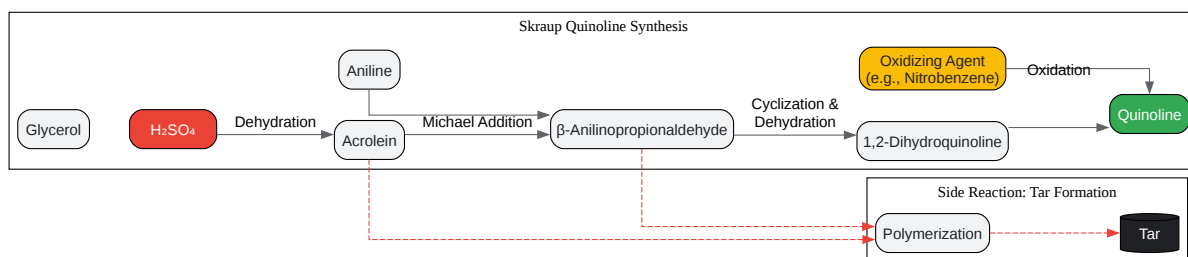 Skraup Quinoline Synthesis
Glycerol
H₂SO₄
Dehydration
Aniline
Acrolein
Michael Addition
β-Anilinopropionaldehyde
Cyclization &
Dehydration
1,2-Dihydroquinoline
Oxidizing Agent
(e.g., Nitrobenzene)
Oxidation
Quinoline
Side Reaction: Tar Formation
Polymerization
Tar